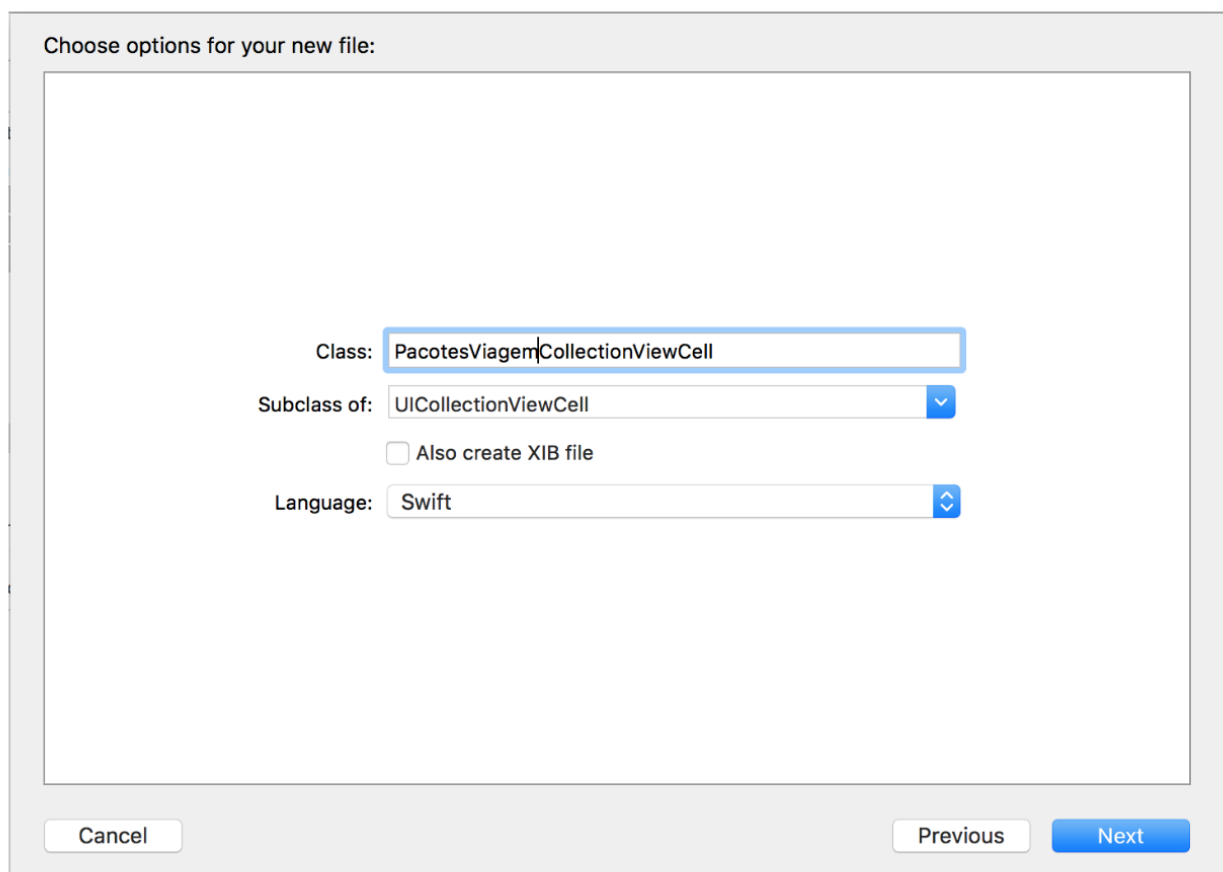 Choose options for your new file:
Class: PacotesViagemCollectionViewCell
Subclass of: UICollectionViewCell
Also create XIB file
Language: Swift
Cancel Previous Next